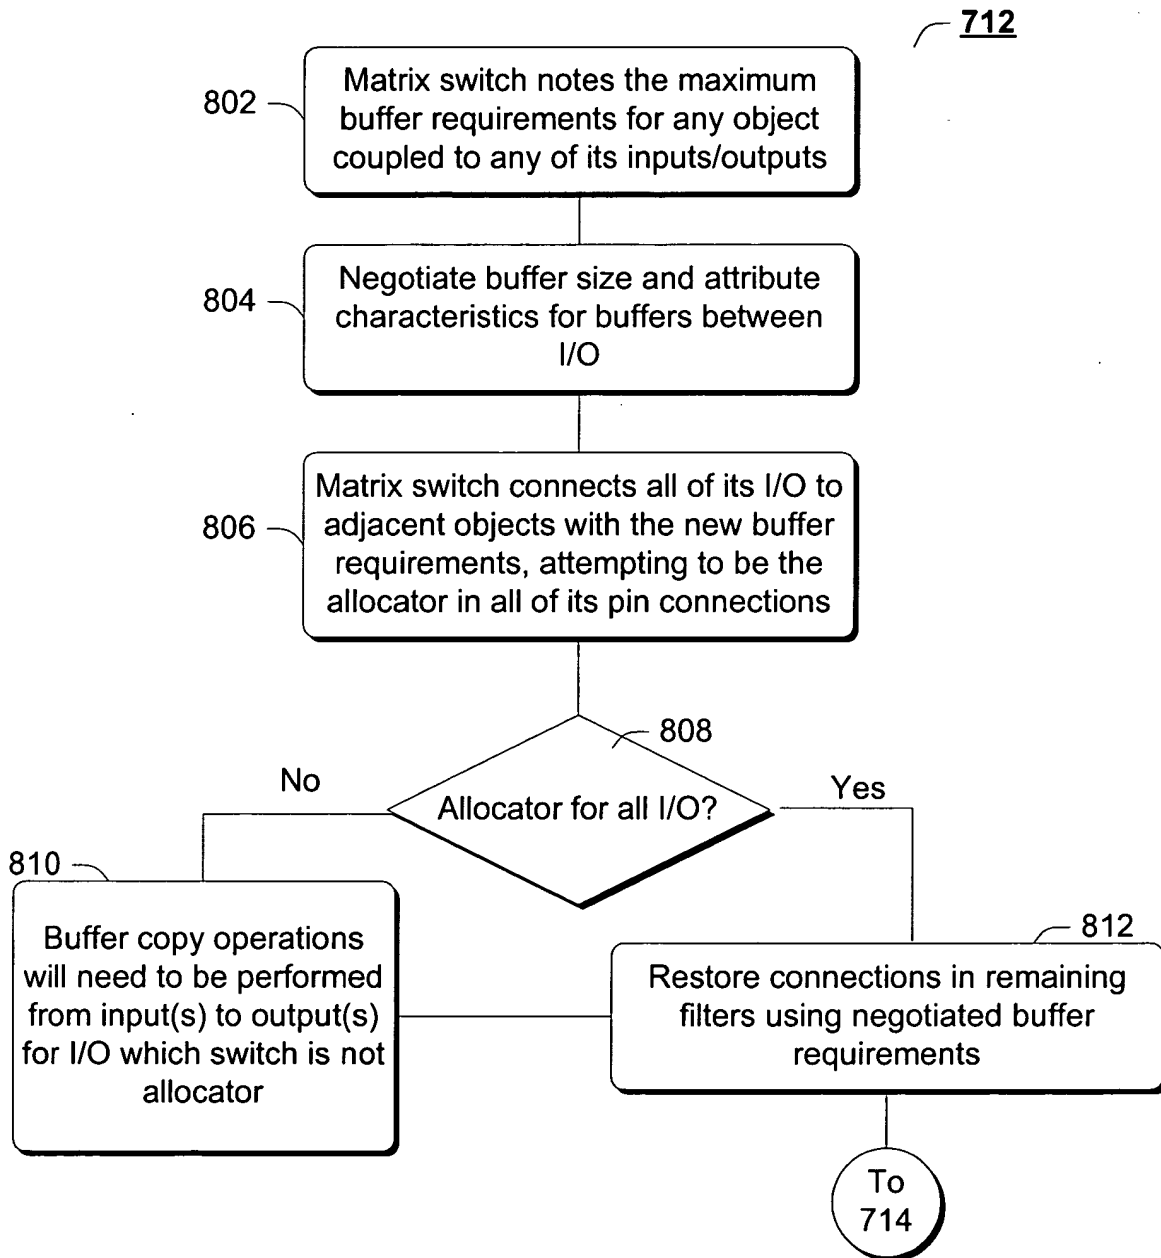 712
802
Matrix switch notes the maximum
buffer requirements for any object
coupled to any of its inputs/outputs
804
Negotiate buffer size and attribute
characteristics for buffers between
I/O
806
Matrix switch connects all of its I/O to
adjacent objects with the new buffer
requirements, attempting to be the
allocator in all of its pin connections
808
Allocator for all I/O?
No
Yes
810
Buffer copy operations
will need to be performed
from input(s) to output(s)
for I/O which switch is not
allocator
812
Restore connections in remaining
filters using negotiated buffer
requirements
To
714